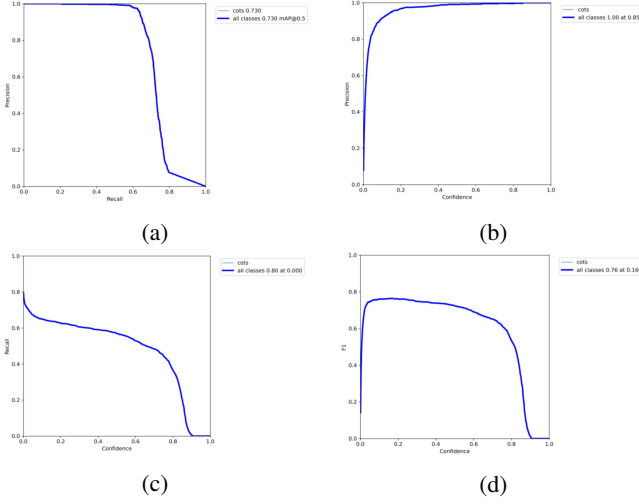 1.0
0.8
0.6
0.4
0.2
0.0
Precision
0.0 0.2 0.4 0.6 0.8 1.0
Recall
cots 0.730
all classes 0.730 mAP@0.5
(a)
1.0
0.8
0.6
0.4
0.2
0.0
Precision
0.0 0.2 0.4 0.6 0.8 1.0
Confidence
cots
all classes 1.00 at 0.85
(b)
1.0
0.8
0.6
0.4
0.2
0.0
Recall
0.0 0.2 0.4 0.6 0.8 1.0
Confidence
cots
all classes 0.80 at 0.000
(c)
1.0
0.8
0.6
0.4
0.2
0.0
F1
0.0 0.2 0.4 0.6 0.8 1.0
Confidence
cots
all classes 0.76 at 0.16
(d)